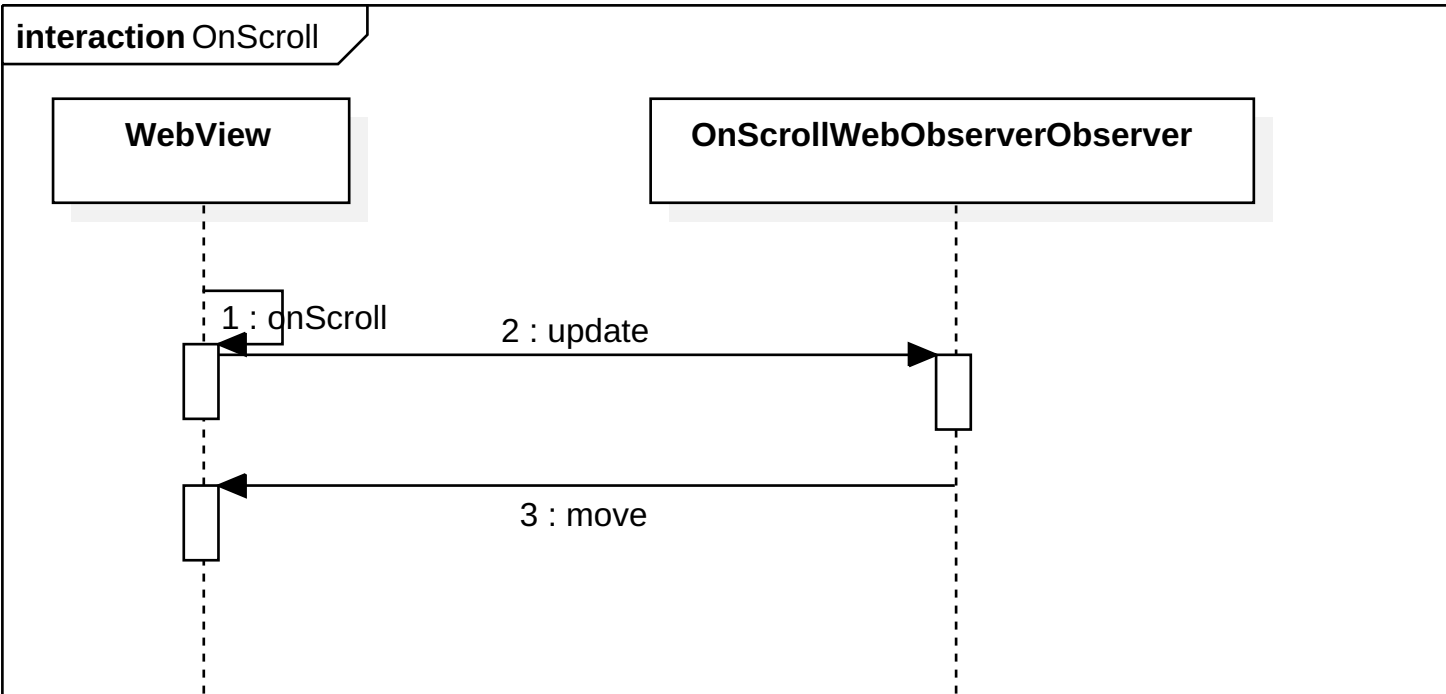 interaction OnScroll
WebView
OnScrollWebObserverObserver
1 : onScroll
2 : update
3 : move